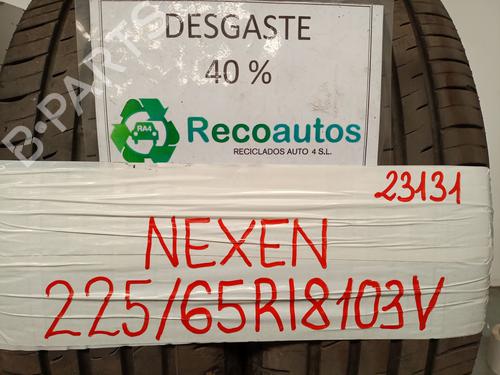 DESGASTE
40 %
B-PARTS
RA4
Recoautos
RECICLADOS AUTO 4 S.L.
23131
NEXEN
225/65R18103V